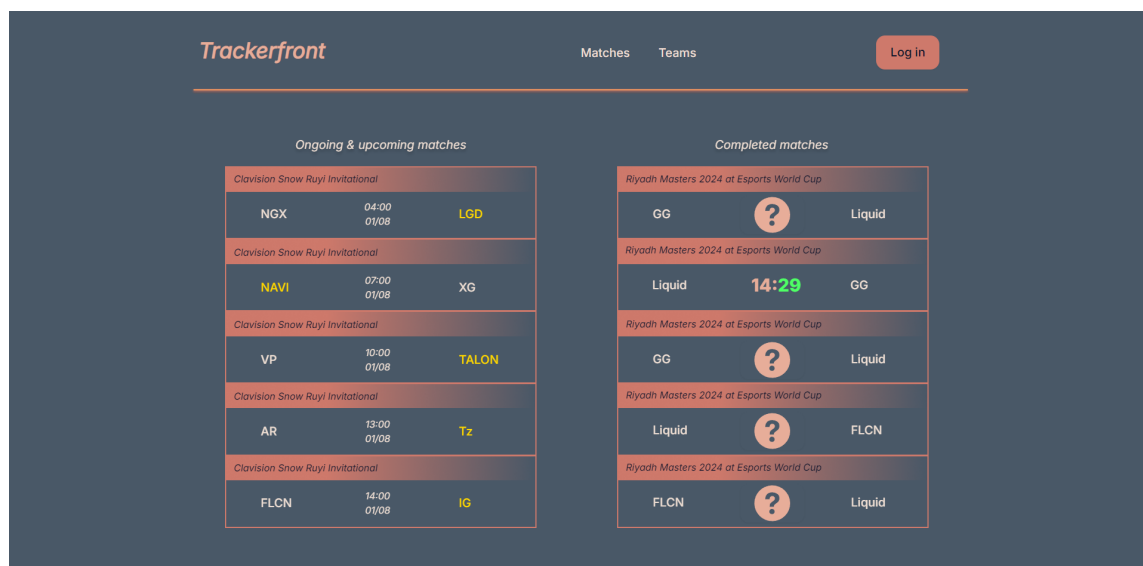 Trackerfront
Matches Teams
Log in
Ongoing & upcoming matches
Clavision Snow Ruyi Invitational
NGX 04:00 LGD
01/08
Clavision Snow Ruyi Invitational
NAVI 07:00 XG
01/08
Clavision Snow Ruyi Invitational
VP 10:00 TALON
01/08
Clavision Snow Ruyi Invitational
AR 13:00 Tz
01/08
Clavision Snow Ruyi Invitational
FLCN 14:00 IG
01/08
Completed matches
Riyadh Masters 2024 at Esports World Cup
GG ? Liquid
Riyadh Masters 2024 at Esports World Cup
Liquid 14:29 GG
Riyadh Masters 2024 at Esports World Cup
GG ? Liquid
Riyadh Masters 2024 at Esports World Cup
Liquid ? FLCN
Riyadh Masters 2024 at Esports World Cup
FLCN ? Liquid